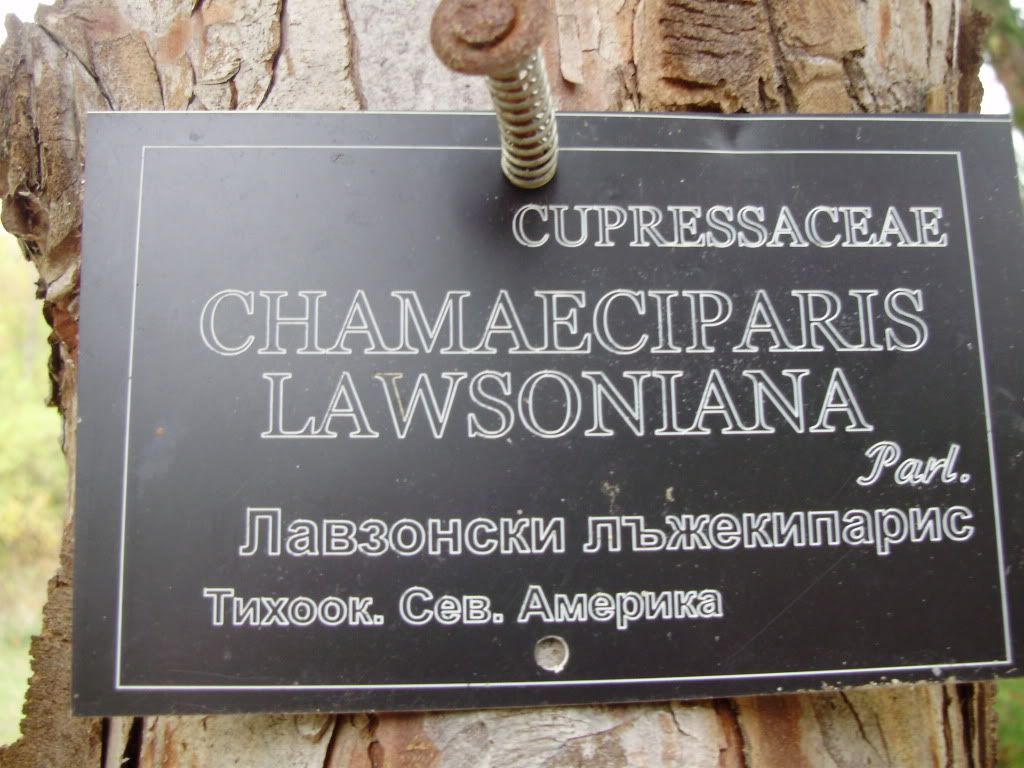 CUPRESSACEAE
CHAMAECIPARIS
LAWSONIANA
Parl.
Лавзонски лъжекипарис
Тихоок. Сев. Америка